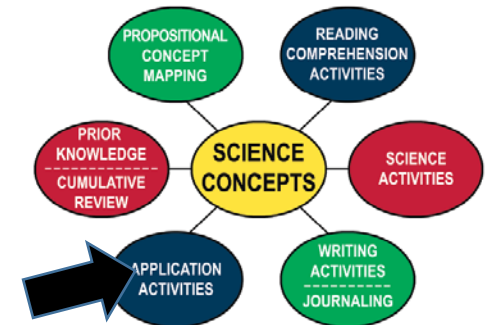 PROPOSITIONAL
CONCEPT
MAPPING
READING
COMPREHENSION
ACTIVITIES
PRIOR
KNOWLEDGE
CUMULATIVE
REVIEW
SCIENCE
CONCEPTS
SCIENCE
ACTIVITIES
APPLICATION
ACTIVITIES
WRITING
ACTIVITIES
JOURNALING